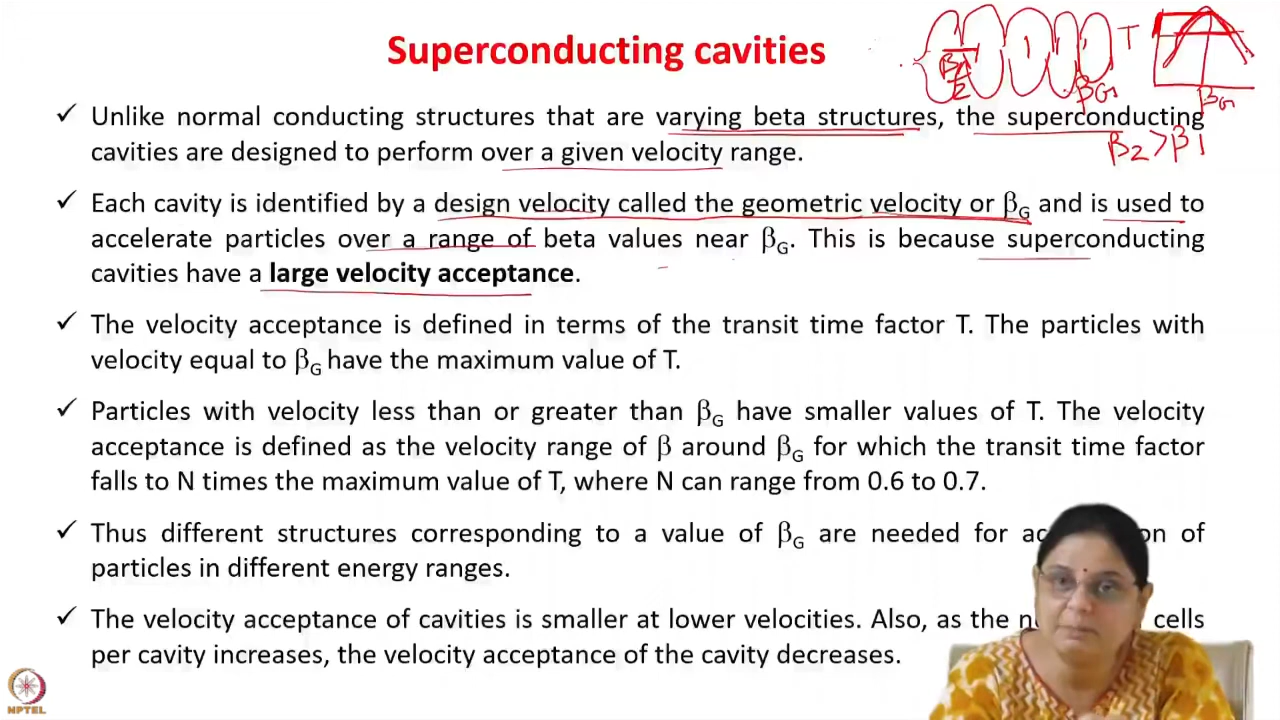 Superconducting cavities
T
βλ
2
βG
βG
β2 > β1
✓ Unlike normal conducting structures that are varying beta structures, the superconducting
cavities are designed to perform over a given velocity range.
✓ Each cavity is identified by a design velocity called the geometric velocity or βG and is used to
accelerate particles over a range of beta values near βG. This is because superconducting
cavities have a large velocity acceptance.
✓ The velocity acceptance is defined in terms of the transit time factor T. The particles with
velocity equal to βG have the maximum value of T.
✓ Particles with velocity less than or greater than βG have smaller values of T. The velocity
acceptance is defined as the velocity range of β around βG for which the transit time factor
falls to N times the maximum value of T, where N can range from 0.6 to 0.7.
✓ Thus different structures corresponding to a value of βG are needed for of
particles in different energy ranges.
✓ The velocity acceptance of cavities is smaller at lower velocities. Also, as the cells
per cavity increases, the velocity acceptance of the cavity decreases.
NPTEL